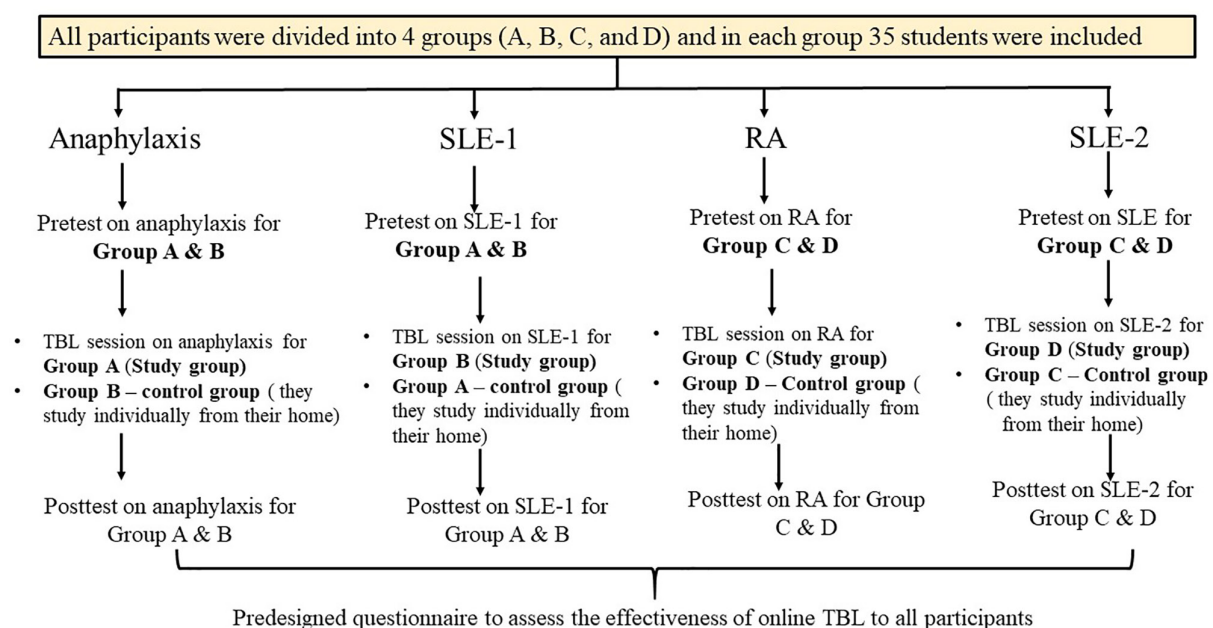 All participants were divided into 4 groups (A, B, C, and D) and in each group 35 students were included
Anaphylaxis
Pretest on anaphylaxis for
Group A & B
• TBL session on anaphylaxis for
Group A (Study group)
• Group B – control group ( they
study individually from their home)
Posttest on anaphylaxis for
Group A & B
SLE-1
Pretest on SLE-1 for
Group A & B
• TBL session on SLE-1 for
Group B (Study group)
• Group A – control group (
they study individually from
their home)
Posttest on SLE-1 for
Group A & B
RA
Pretest on RA for
Group C & D
• TBL session on RA for
Group C (Study group)
• Group D – Control group (
they study individually from
their home)
Posttest on RA for Group
C & D
SLE-2
Pretest on SLE for
Group C & D
• TBL session on SLE-2 for
Group D (Study group)
• Group C – Control group
( they study individually
from their home)
Posttest on SLE-2 for
Group C & D
Predesigned questionnaire to assess the effectiveness of online TBL to all participants